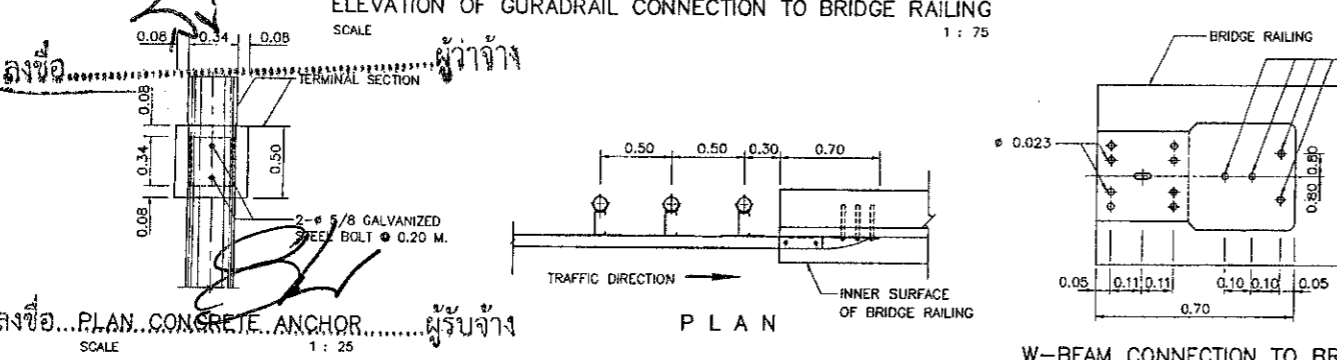 ELEVATION OF GURADRAIL CONNECTION TO BRIDGE RAILING
SCALE 1 : 75
0.08 0.34 0.08
ลงชื่อ ผู้ว่าจ้าง
TERMINAL SECTION
0.08
0.34
0.08
0.50
2-ø 5/8 GALVANIZED
STEEL BOLT @ 0.20 M.
ลงชื่อ...PLAN CONCRETE ANCHOR........ผู้รับจ้าง
SCALE 1 : 25
0.50 0.50 0.30 0.70
TRAFFIC DIRECTION
INNER SURFACE
OF BRIDGE RAILING
PLAN
BRIDGE RAILING
ø 0.023
0.80 0.80
0.05 0.11 0.11 0.10 0.10 0.05
0.70
W-BEAM CONNECTION TO BR